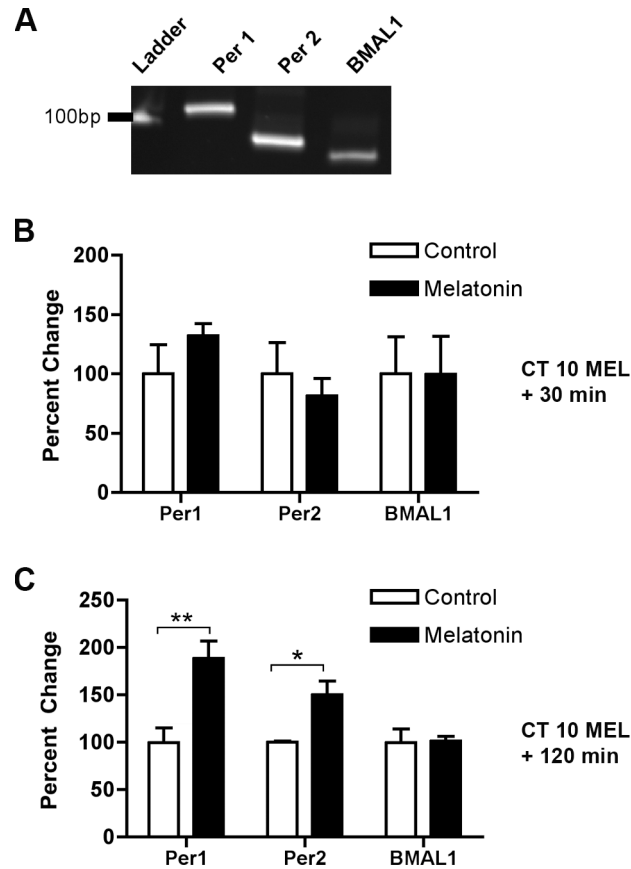 A
Ladder
Per 1
Per 2
BMAL1
100bp
B
200
150
100
50
0
Percent Change
Control
Melatonin
Per1
Per2
BMAL1
CT 10 MEL
+ 30 min
C
250
200
150
100
50
0
Percent Change
Control
Melatonin
**
*
Per1
Per2
BMAL1
CT 10 MEL
+ 120 min